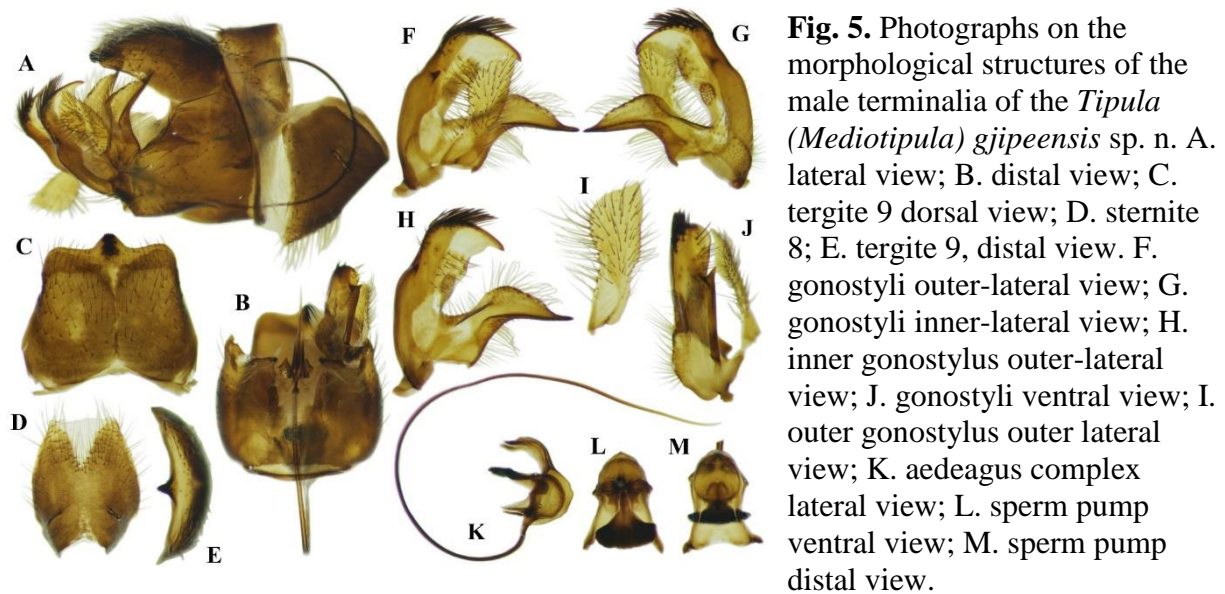 A
F
G
I
H
J
C
B
D
E
K
L
M
Fig. 5. Photographs on the
morphological structures of the
male terminalia of the Tipula
(Mediotipula) gjipeensis sp. n. A.
lateral view; B. distal view; C.
tergite 9 dorsal view; D. sternite
8; E. tergite 9, distal view. F.
gonostyli outer-lateral view; G.
gonostyli inner-lateral view; H.
inner gonostylus outer-lateral
view; J. gonostyli ventral view; I.
outer gonostylus outer lateral
view; K. aedeagus complex
lateral view; L. sperm pump
ventral view; M. sperm pump
distal view.